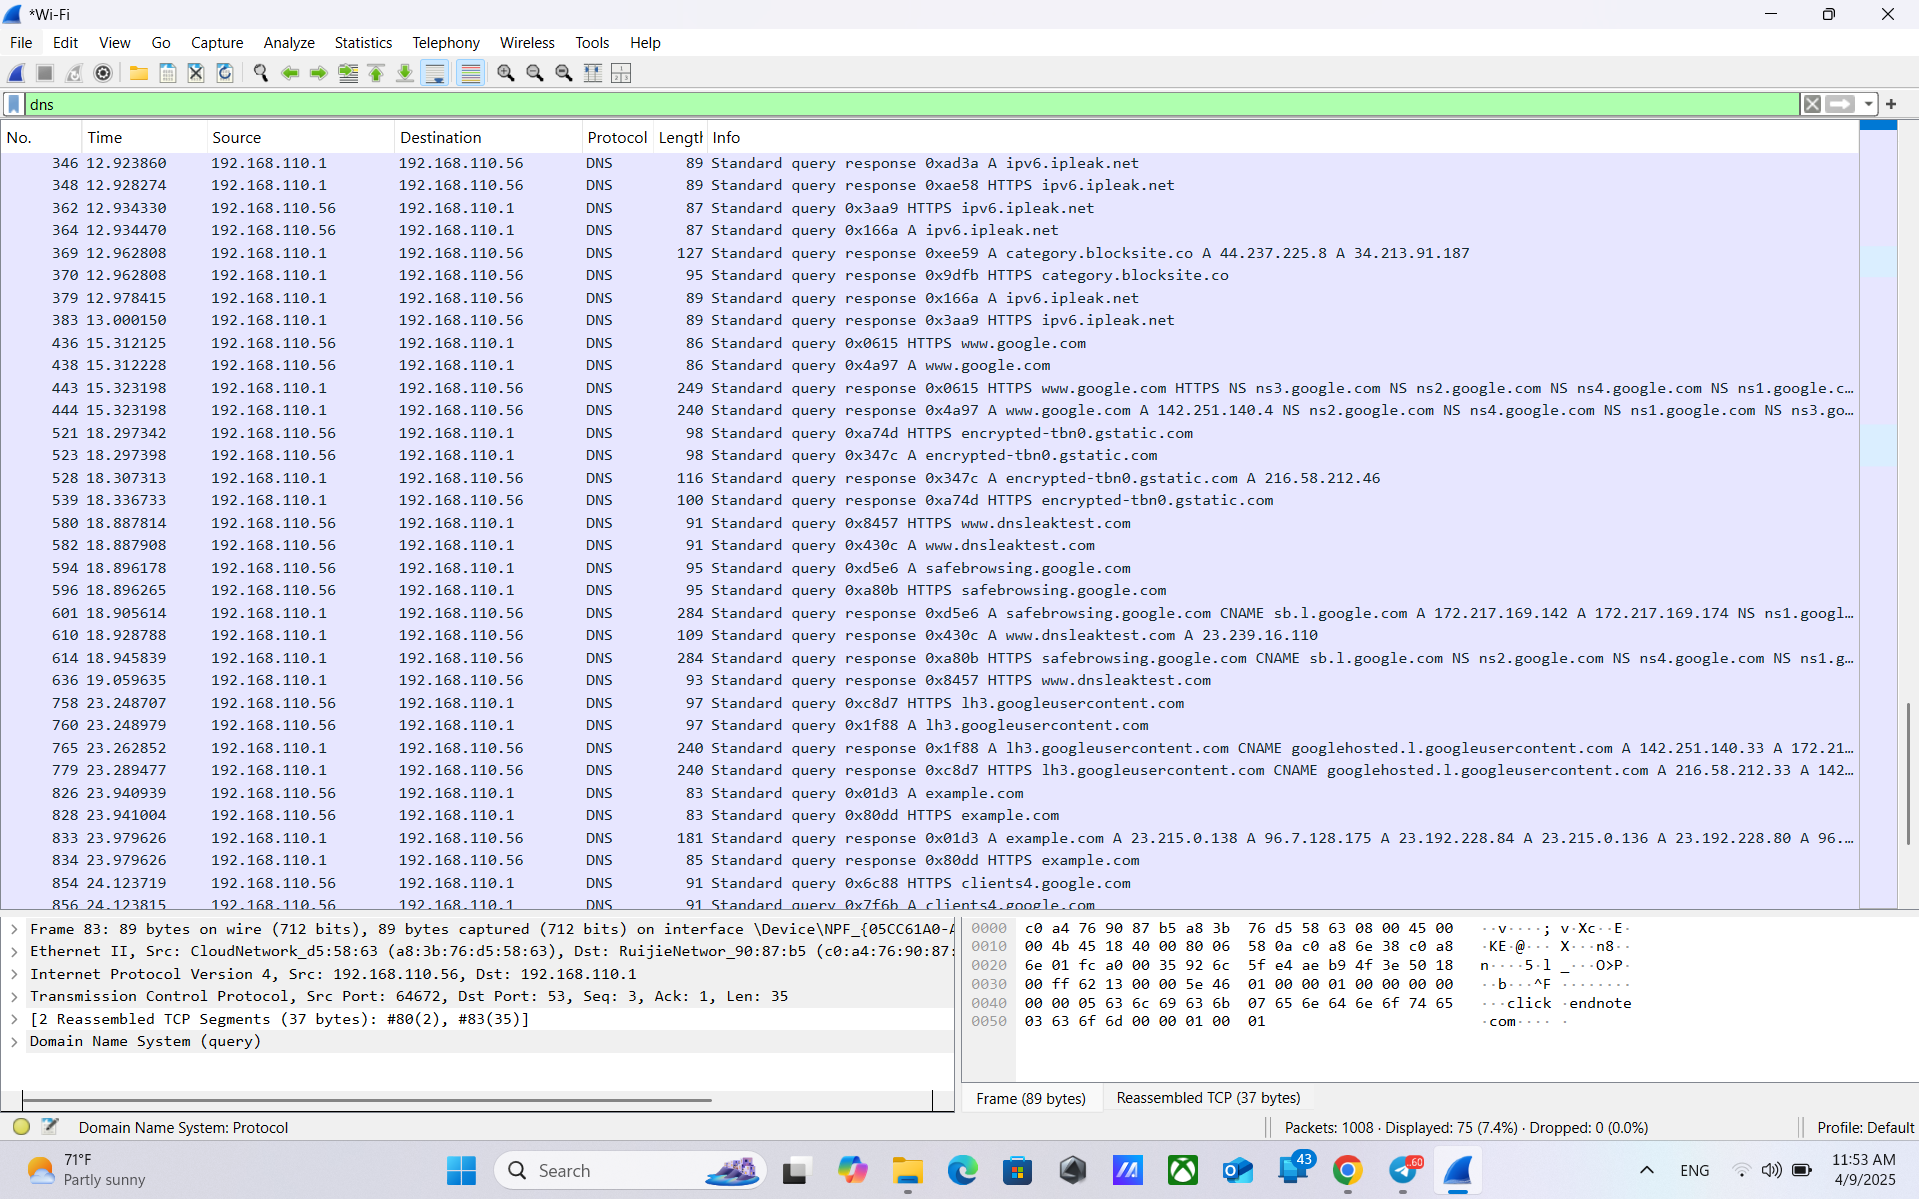 *Wi-Fi
File Edit View Go Capture Analyze Statistics Telephony Wireless Tools Help
dns
No. Time Source Destination Protocol Length Info
346 12.923860 192.168.110.1 192.168.110.56 DNS 89 Standard query response 0xad3a A ipv6.ipleak.net
348 12.928274 192.168.110.1 192.168.110.56 DNS 89 Standard query response 0xae58 HTTPS ipv6.ipleak.net
362 12.934330 192.168.110.56 192.168.110.1 DNS 87 Standard query 0x3aa9 HTTPS ipv6.ipleak.net
364 12.934470 192.168.110.56 192.168.110.1 DNS 87 Standard query 0x166a A ipv6.ipleak.net
369 12.962808 192.168.110.1 192.168.110.56 DNS 127 Standard query response 0xee59 A category.blocksite.co A 44.237.225.8 A 34.213.91.187
370 12.962808 192.168.110.1 192.168.110.56 DNS 95 Standard query response 0x9dfb HTTPS category.blocksite.co
379 12.978415 192.168.110.1 192.168.110.56 DNS 89 Standard query response 0x166a A ipv6.ipleak.net
383 13.000150 192.168.110.1 192.168.110.56 DNS 89 Standard query response 0x3aa9 HTTPS ipv6.ipleak.net
436 15.312125 192.168.110.56 192.168.110.1 DNS 86 Standard query 0x0615 HTTPS www.google.com
438 15.312228 192.168.110.56 192.168.110.1 DNS 86 Standard query 0x4a97 A www.google.com
443 15.323198 192.168.110.1 192.168.110.56 DNS 249 Standard query response 0x0615 HTTPS www.google.com HTTPS NS ns3.google.com NS ns2.google.com NS ns4.google.com NS ns1.google.c…
444 15.323198 192.168.110.1 192.168.110.56 DNS 240 Standard query response 0x4a97 A www.google.com A 142.251.140.4 NS ns2.google.com NS ns4.google.com NS ns1.google.com NS ns3.go…
521 18.297342 192.168.110.56 192.168.110.1 DNS 98 Standard query 0xa74d HTTPS encrypted-tbn0.gstatic.com
523 18.297398 192.168.110.56 192.168.110.1 DNS 98 Standard query 0x347c A encrypted-tbn0.gstatic.com
528 18.307313 192.168.110.1 192.168.110.56 DNS 116 Standard query response 0x347c A encrypted-tbn0.gstatic.com A 216.58.212.46
539 18.336733 192.168.110.1 192.168.110.56 DNS 100 Standard query response 0xa74d HTTPS encrypted-tbn0.gstatic.com
580 18.887814 192.168.110.56 192.168.110.1 DNS 91 Standard query 0x8457 HTTPS www.dnsleaktest.com
582 18.887908 192.168.110.56 192.168.110.1 DNS 91 Standard query 0x430c A www.dnsleaktest.com
594 18.896178 192.168.110.56 192.168.110.1 DNS 95 Standard query 0xd5e6 A safebrowsing.google.com
596 18.896265 192.168.110.56 192.168.110.1 DNS 95 Standard query 0xa80b HTTPS safebrowsing.google.com
601 18.905614 192.168.110.1 192.168.110.56 DNS 284 Standard query response 0xd5e6 A safebrowsing.google.com CNAME sb.l.google.com A 172.217.169.142 A 172.217.169.174 NS ns1.googl…
610 18.928788 192.168.110.1 192.168.110.56 DNS 109 Standard query response 0x430c A www.dnsleaktest.com A 23.239.16.110
614 18.945839 192.168.110.1 192.168.110.56 DNS 284 Standard query response 0xa80b HTTPS safebrowsing.google.com CNAME sb.l.google.com NS ns2.google.com NS ns4.google.com NS ns1.g…
636 19.059635 192.168.110.1 192.168.110.56 DNS 93 Standard query response 0x8457 HTTPS www.dnsleaktest.com
758 23.248707 192.168.110.56 192.168.110.1 DNS 97 Standard query 0xc8d7 HTTPS lh3.googleusercontent.com
760 23.248979 192.168.110.56 192.168.110.1 DNS 97 Standard query 0x1f88 A lh3.googleusercontent.com
765 23.262852 192.168.110.1 192.168.110.56 DNS 240 Standard query response 0x1f88 A lh3.googleusercontent.com CNAME googlehosted.l.googleusercontent.com A 142.251.140.33 A 172.21…
779 23.289477 192.168.110.1 192.168.110.56 DNS 240 Standard query response 0xc8d7 HTTPS lh3.googleusercontent.com CNAME googlehosted.l.googleusercontent.com A 216.58.212.33 A 142…
826 23.940939 192.168.110.56 192.168.110.1 DNS 83 Standard query 0x01d3 A example.com
828 23.941004 192.168.110.56 192.168.110.1 DNS 83 Standard query 0x80dd HTTPS example.com
833 23.979626 192.168.110.1 192.168.110.56 DNS 181 Standard query response 0x01d3 A example.com A 23.215.0.138 A 96.7.128.175 A 23.192.228.84 A 23.215.0.136 A 23.192.228.80 A 96.…
834 23.979626 192.168.110.1 192.168.110.56 DNS 85 Standard query response 0x80dd HTTPS example.com
854 24.123719 192.168.110.56 192.168.110.1 DNS 91 Standard query 0x6c88 HTTPS clients4.google.com
856 24.123815 192.168.110.56 192.168.110.1 DNS 91 Standard query 0x7f6b A clients4.google.com
Frame 83: 89 bytes on wire (712 bits), 89 bytes captured (712 bits) on interface \Device\NPF_{05CC61A0-A
Ethernet II, Src: CloudNetwork_d5:58:63 (a8:3b:76:d5:58:63), Dst: RuijieNetwor_90:87:b5 (c0:a4:76:90:87:
Internet Protocol Version 4, Src: 192.168.110.56, Dst: 192.168.110.1
Transmission Control Protocol, Src Port: 64672, Dst Port: 53, Seq: 3, Ack: 1, Len: 35
[2 Reassembled TCP Segments (37 bytes): #80(2), #83(35)]
Domain Name System (query)
0000 c0 a4 76 90 87 b5 a8 3b 76 d5 58 63 08 00 45 00 ··v····; v·Xc··E·
0010 00 4b 45 18 40 00 80 06 58 0a c0 a8 6e 38 c0 a8 ·KE·@··· X···n8··
0020 6e 01 fc a0 00 35 92 6c 5f e4 ae b9 4f 3e 50 18 n····5·l _···O>P·
0030 00 ff 62 13 00 00 5e 46 01 00 00 01 00 00 00 00 ··b···^F ········
0040 00 00 05 63 6c 69 63 6b 07 65 6e 64 6e 6f 74 65 ···click ·endnote
0050 03 63 6f 6d 00 00 01 00 01 ·com···· ·
Frame (89 bytes) Reassembled TCP (37 bytes)
Domain Name System: Protocol Packets: 1008 · Displayed: 75 (7.4%) · Dropped: 0 (0.0%) Profile: Default
71°F
Partly sunny
Search
43
..60
ENG
11:53 AM
4/9/2025